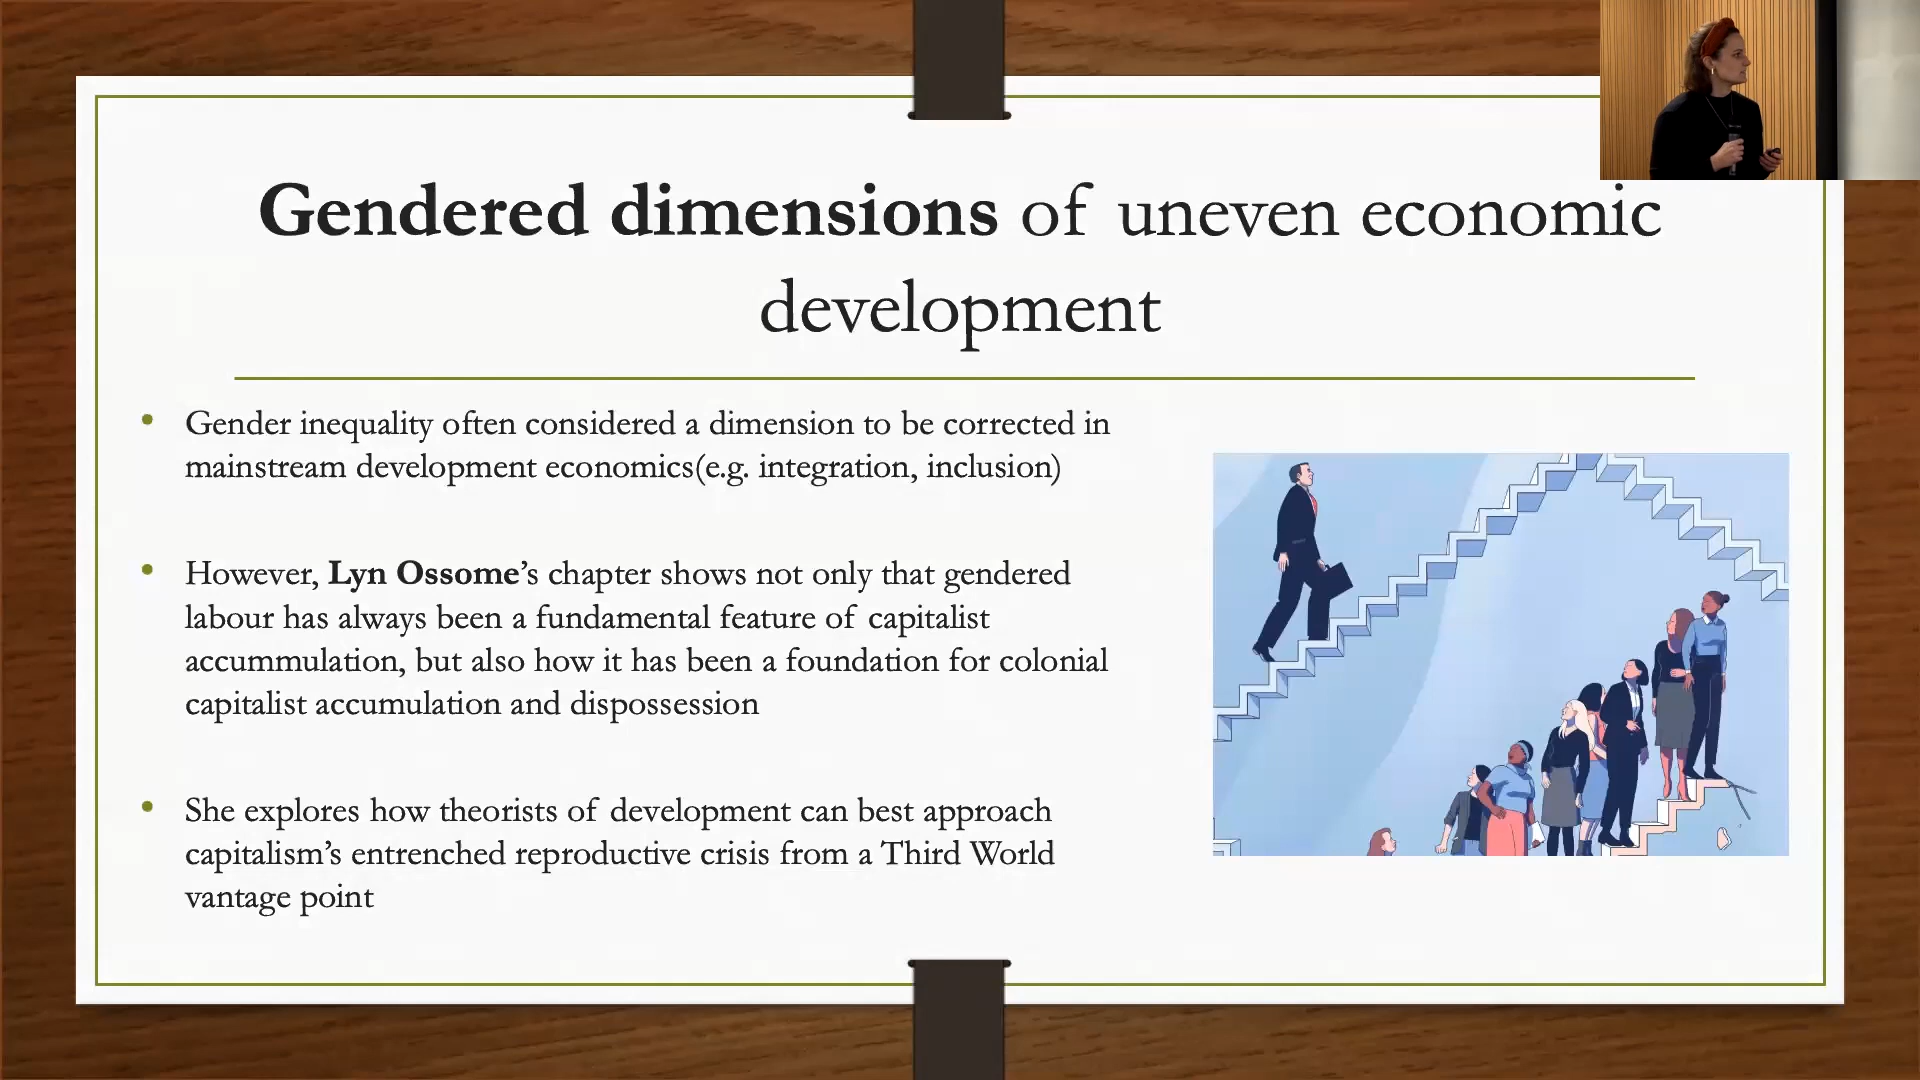 Gendered dimensions of uneven economic
development
Gender inequality often considered a dimension to be corrected in
mainstream development economics(e.g. integration, inclusion)
However, Lyn Ossome’s chapter shows not only that gendered
labour has always been a fundamental feature of capitalist
accummulation, but also how it has been a foundation for colonial
capitalist accumulation and dispossession
She explores how theorists of development can best approach
capitalism’s entrenched reproductive crisis from a Third World
vantage point